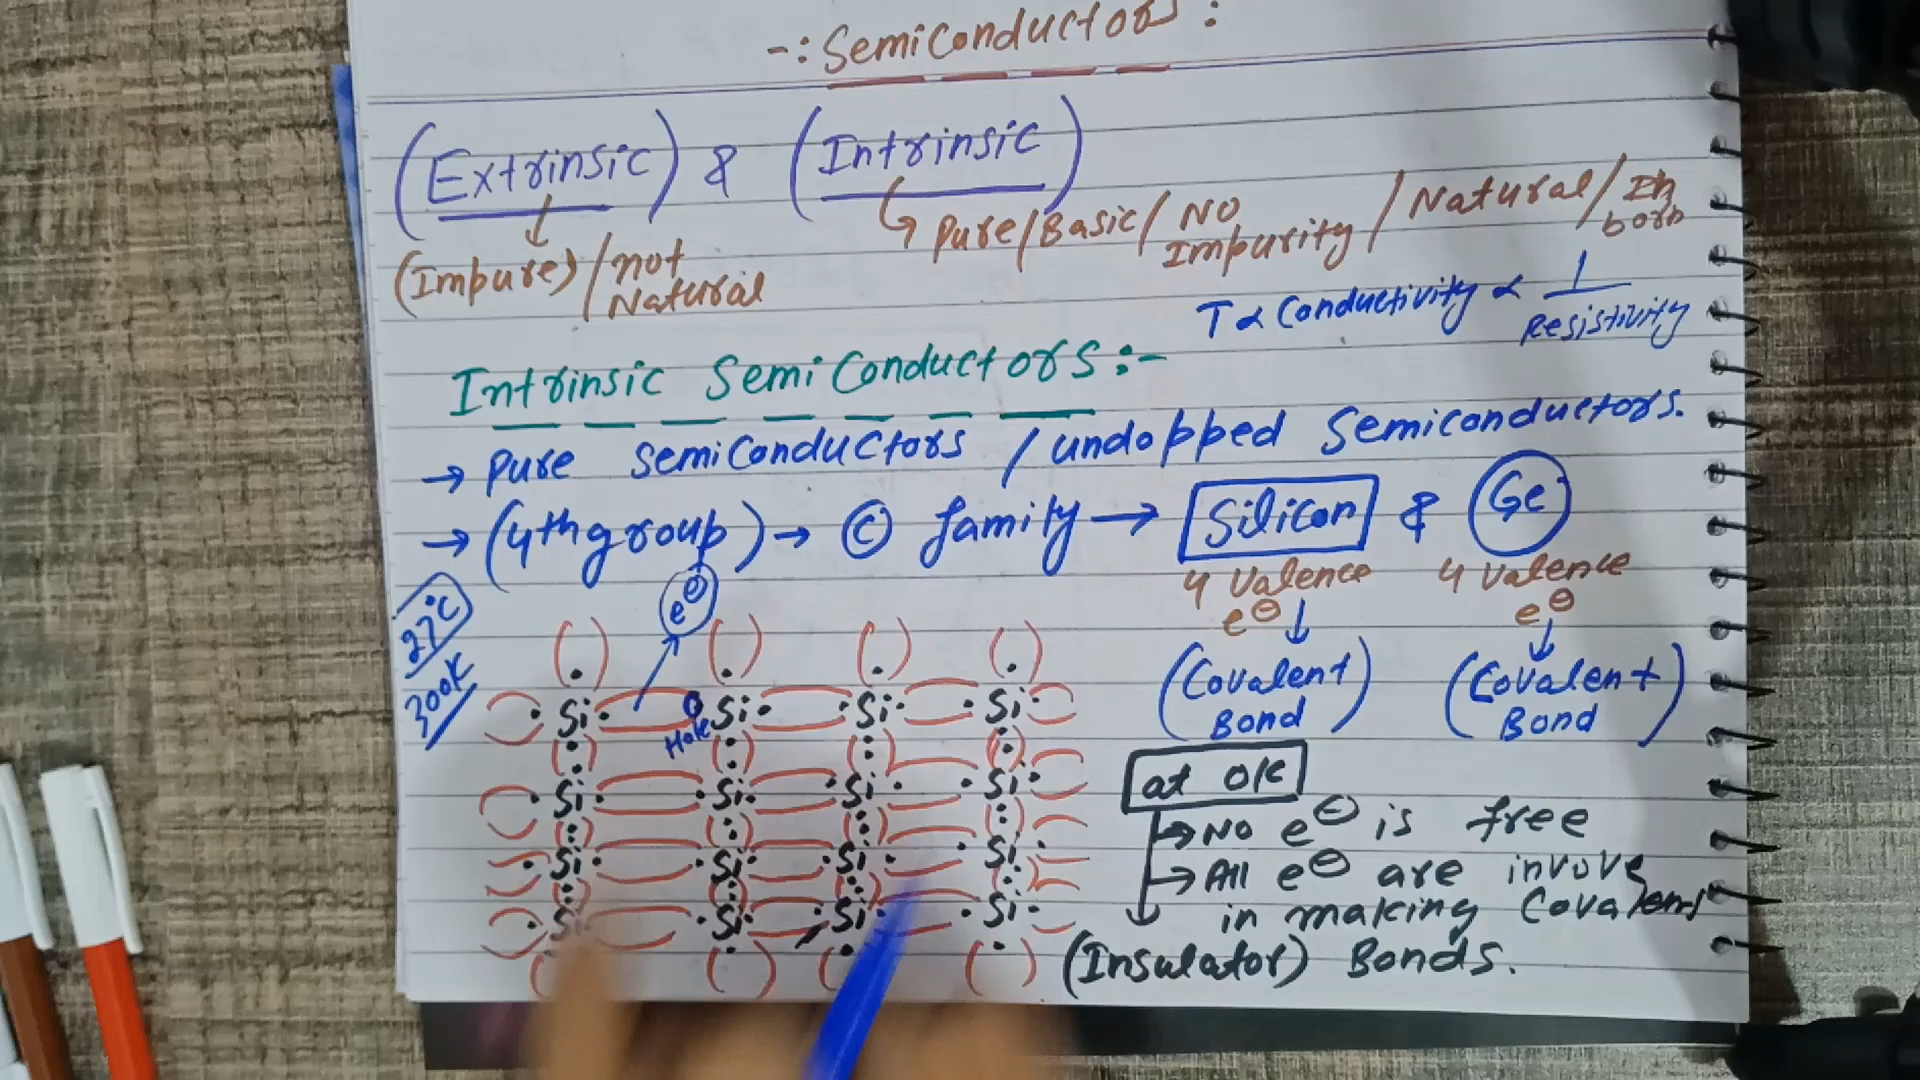 -: Semiconductors :
(Extrinsic) & (Intrinsic)
(Impure)/not Natural
Pure/Basic/No Impurity/Natural/In born
T ∝ Conductivity ∝ 1/Resistivity
Intrinsic SemiConductors :-
→ Pure semiconductors / undopped semiconductors.
→ (4th group) → © family → Silicon & Ge
4 Valence e⊖ ↓ (Covalent Bond)
4 Valence e⊖ ↓ (Covalent Bond)
27°C
300K
e⊖
Si Si Si Si
Hole
Si Si Si Si
Si Si Si Si
Si Si Si Si
at 0K
→ No e⊖ is free
→ All e⊖ are invove
in making Covalent
(Insulator) Bonds.